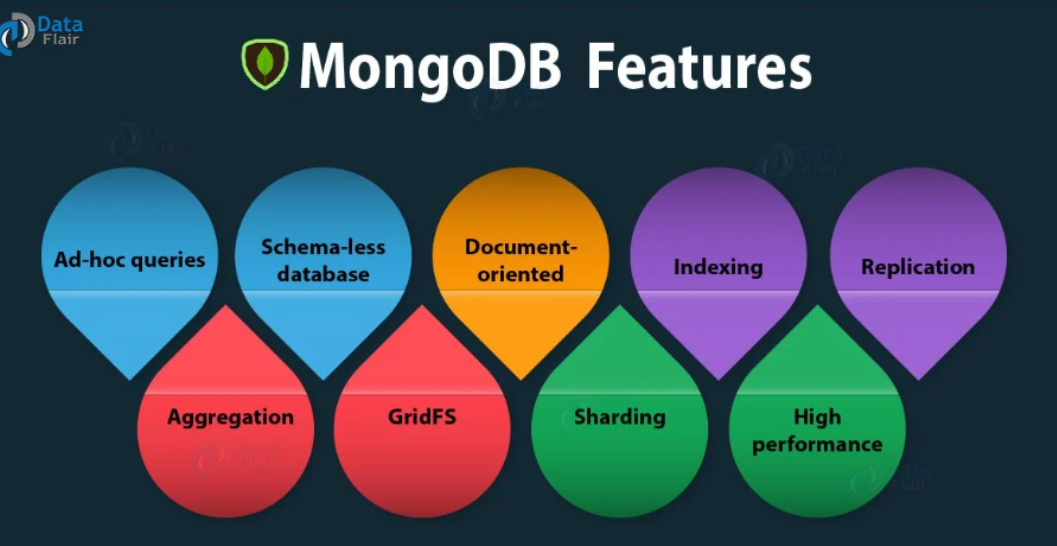 Data
Flair
MongoDB Features
Ad-hoc queries
Schema-less
database
Document-
oriented
Indexing
Replication
Aggregation
GridFS
Sharding
High
performance